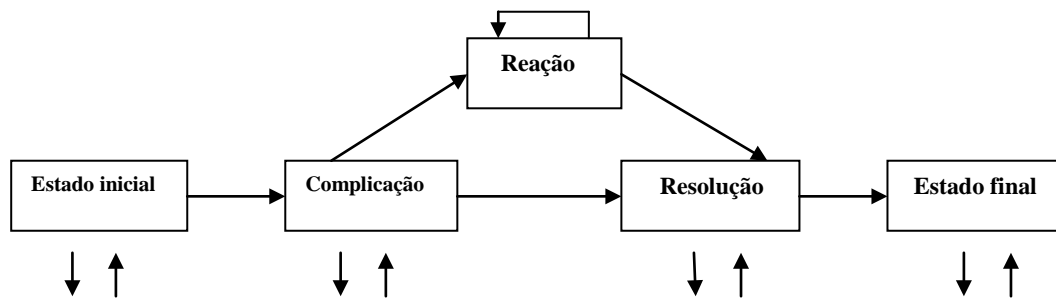 Reação
Estado inicial
Complicação
Resolução
Estado final